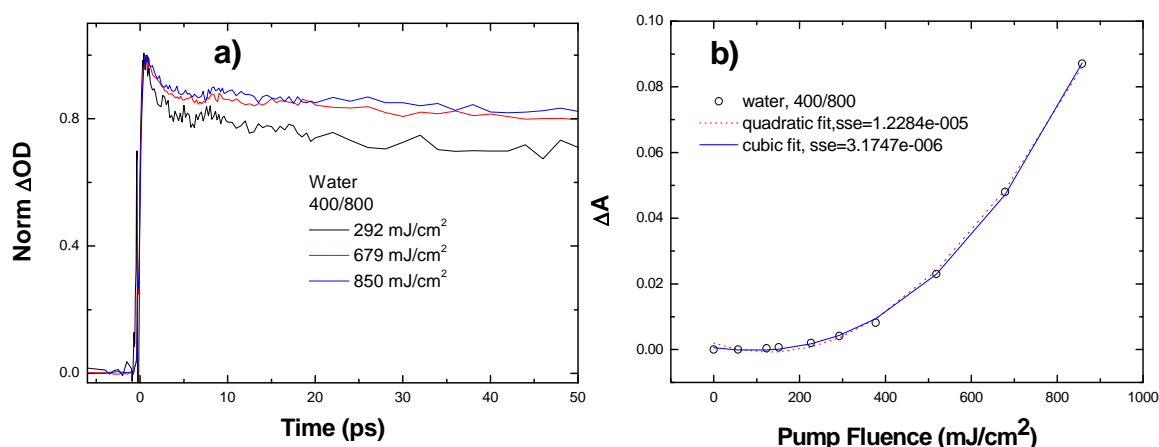 a)
Norm ΔOD
0.8
0.4
0.0
Water
400/800
292 mJ/cm²
679 mJ/cm²
850 mJ/cm²
0 10 20 30 40 50
Time (ps)
b)
ΔA
0.10
0.08
0.06
0.04
0.02
0.00
water, 400/800
quadratic fit,sse=1.2284e-005
cubic fit, sse=3.1747e-006
0 200 400 600 800 1000
Pump Fluence (mJ/cm²)